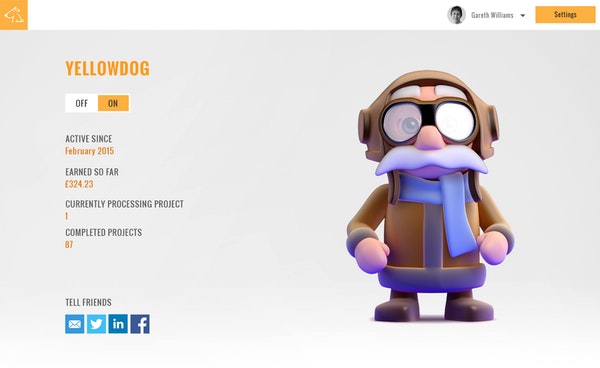 Gareth Williams
Settings
YELLOWDOG
OFF ON
ACTIVE SINCE
February 2015
EARNED SO FAR
£324.23
CURRENTLY PROCESSING PROJECT
1
COMPLETED PROJECTS
87
TELL FRIENDS